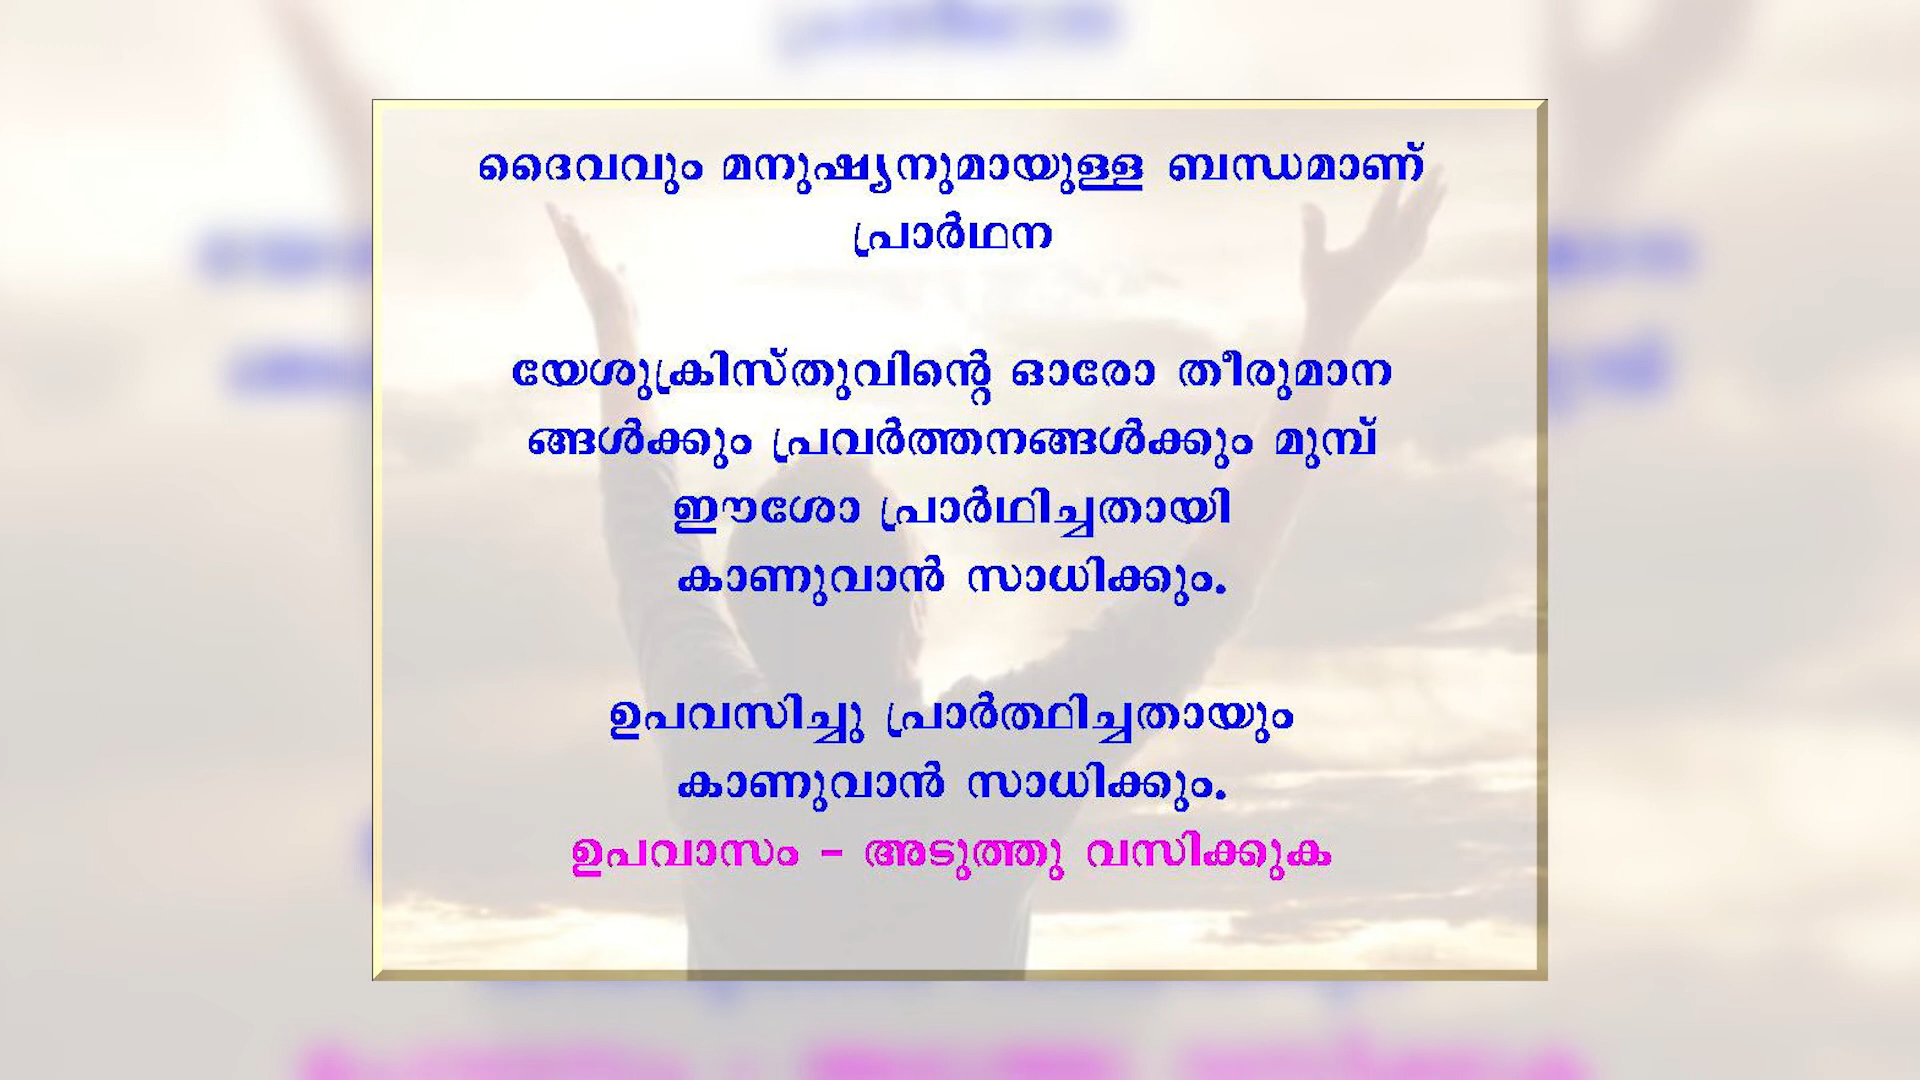 ദൈവവും മനുഷ്യനുമായുള്ള ബന്ധമാണ്
പ്രാർഥന
യേശുക്രിസ്തുവിന്റെ ഓരോ തീരുമാന
ങ്ങൾക്കും പ്രവർത്തനങ്ങൾക്കും മുമ്പ്
ഈശോ പ്രാർഥിച്ചതായി
കാണുവാൻ സാധിക്കും.
ഉപവസിച്ചു പ്രാർത്ഥിച്ചതായും
കാണുവാൻ സാധിക്കും.
ഉപവാസം - അടുത്തു വസിക്കുക